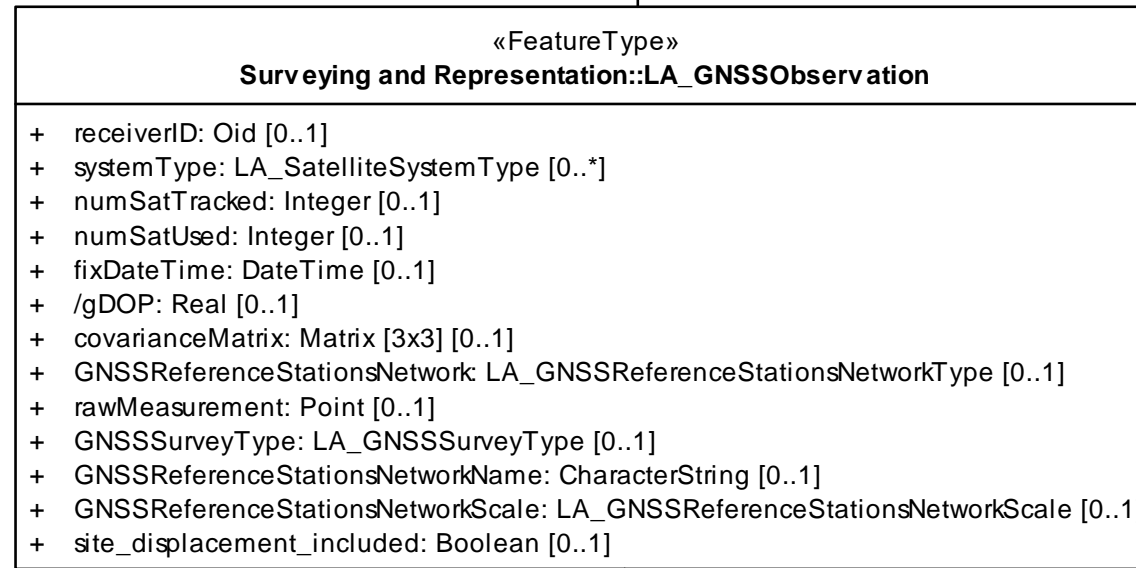 «FeatureType»
Surveying and Representation::LA_GNSSObservation
+ receiverID: Oid [0..1]
+ systemType: LA_SatelliteSystemType [0..*]
+ numSatTracked: Integer [0..1]
+ numSatUsed: Integer [0..1]
+ fixDateTime: DateTime [0..1]
+ /gDOP: Real [0..1]
+ covarianceMatrix: Matrix [3x3] [0..1]
+ GNSSReferenceStationsNetwork: LA_GNSSReferenceStationsNetworkType [0..1]
+ rawMeasurement: Point [0..1]
+ GNSSSurveyType: LA_GNSSSurveyType [0..1]
+ GNSSReferenceStationsNetworkName: CharacterString [0..1]
+ GNSSReferenceStationsNetworkScale: LA_GNSSReferenceStationsNetworkScale [0..1
+ site_displacement_included: Boolean [0..1]